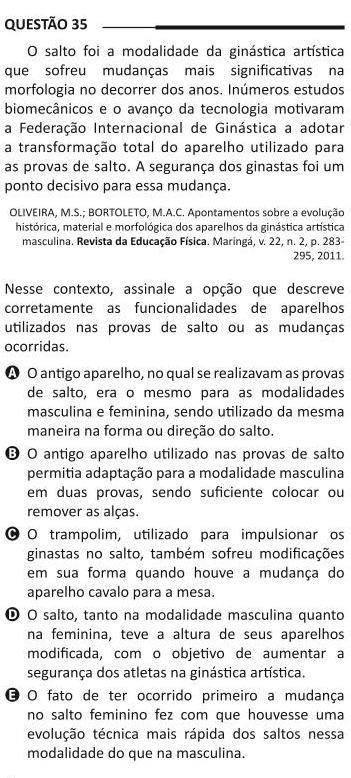 QUESTÃO 35
O salto foi a modalidade da ginástica artística
que sofreu mudanças mais significativas na
morfologia no decorrer dos anos. Inúmeros estudos
biomecânicos e o avanço da tecnologia motivaram
a Federação Internacional de Ginástica a adotar
a transformação total do aparelho utilizado para
as provas de salto. A segurança dos ginastas foi um
ponto decisivo para essa mudança.
OLIVEIRA, M.S.; BORTOLETO, M.A.C. Apontamentos sobre a evolução
histórica, material e morfológica dos aparelhos da ginástica artística
masculina. Revista da Educação Física. Maringá, v. 22, n. 2, p. 283-
295, 2011.
Nesse contexto, assinale a opção que descreve
corretamente as funcionalidades de aparelhos
utilizados nas provas de salto ou as mudanças
ocorridas.
A O antigo aparelho, no qual se realizavam as provas
de salto, era o mesmo para as modalidades
masculina e feminina, sendo utilizado da mesma
maneira na forma ou direção do salto.
B O antigo aparelho utilizado nas provas de salto
permitia adaptação para a modalidade masculina
em duas provas, sendo suficiente colocar ou
remover as alças.
C O trampolim, utilizado para impulsionar os
ginastas no salto, também sofreu modificações
em sua forma quando houve a mudança do
aparelho cavalo para a mesa.
D O salto, tanto na modalidade masculina quanto
na feminina, teve a altura de seus aparelhos
modificada, com o objetivo de aumentar a
segurança dos atletas na ginástica artística.
E O fato de ter ocorrido primeiro a mudança
no salto feminino fez com que houvesse uma
evolução técnica mais rápida dos saltos nessa
modalidade do que na masculina.